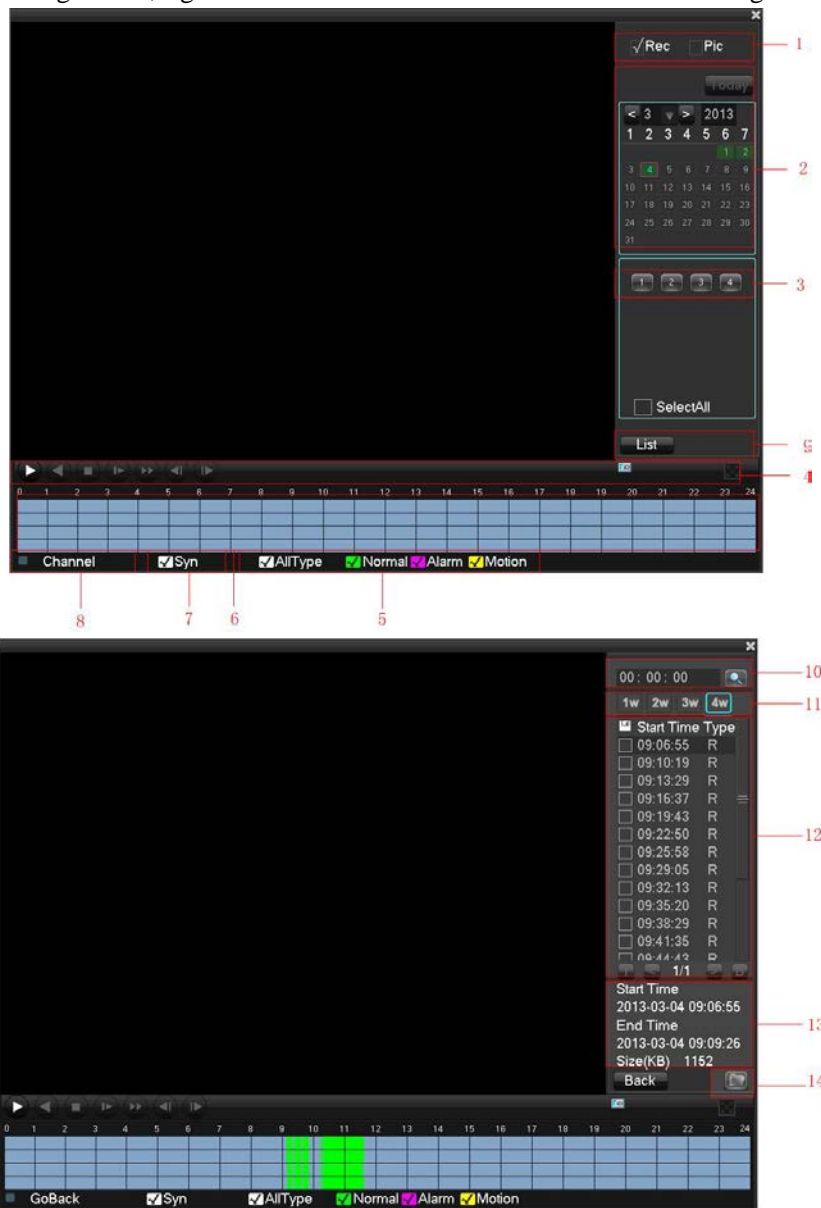 Rec Pic 1
Today
< 3 > 2013
1 2 3 4 5 6 7
1 2
3 4 5 6 7 8 9 2
10 11 12 13 14 15 16
17 18 19 20 21 22 23
24 25 26 27 28 29 30
31
1 2 3 4 3
SelectAll
List 9
4
0 1 2 3 4 5 6 7 8 9 10 11 12 13 14 15 16 17 18 19 20 21 22 23 24
Channel Syn AllType Normal Alarm Motion
8 7 6 5
00 : 00 : 00 10
1w 2w 3w 4w 11
Start Time Type
09:06:55 R
09:10:19 R
09:13:29 R
09:16:37 R
09:19:43 R
09:22:50 R 12
09:25:58 R
09:29:05 R
09:32:13 R
09:35:20 R
09:38:29 R
09:41:35 R
09:44:43 R
1/1
Start Time
2013-03-04 09:06:55
End Time 13
2013-03-04 09:09:26
Size(KB) 1152
Back 14
0 1 2 3 4 5 6 7 8 9 10 11 12 13 14 15 16 17 18 19 20 21 22 23 24
GoBack Syn AllType Normal Alarm Motion